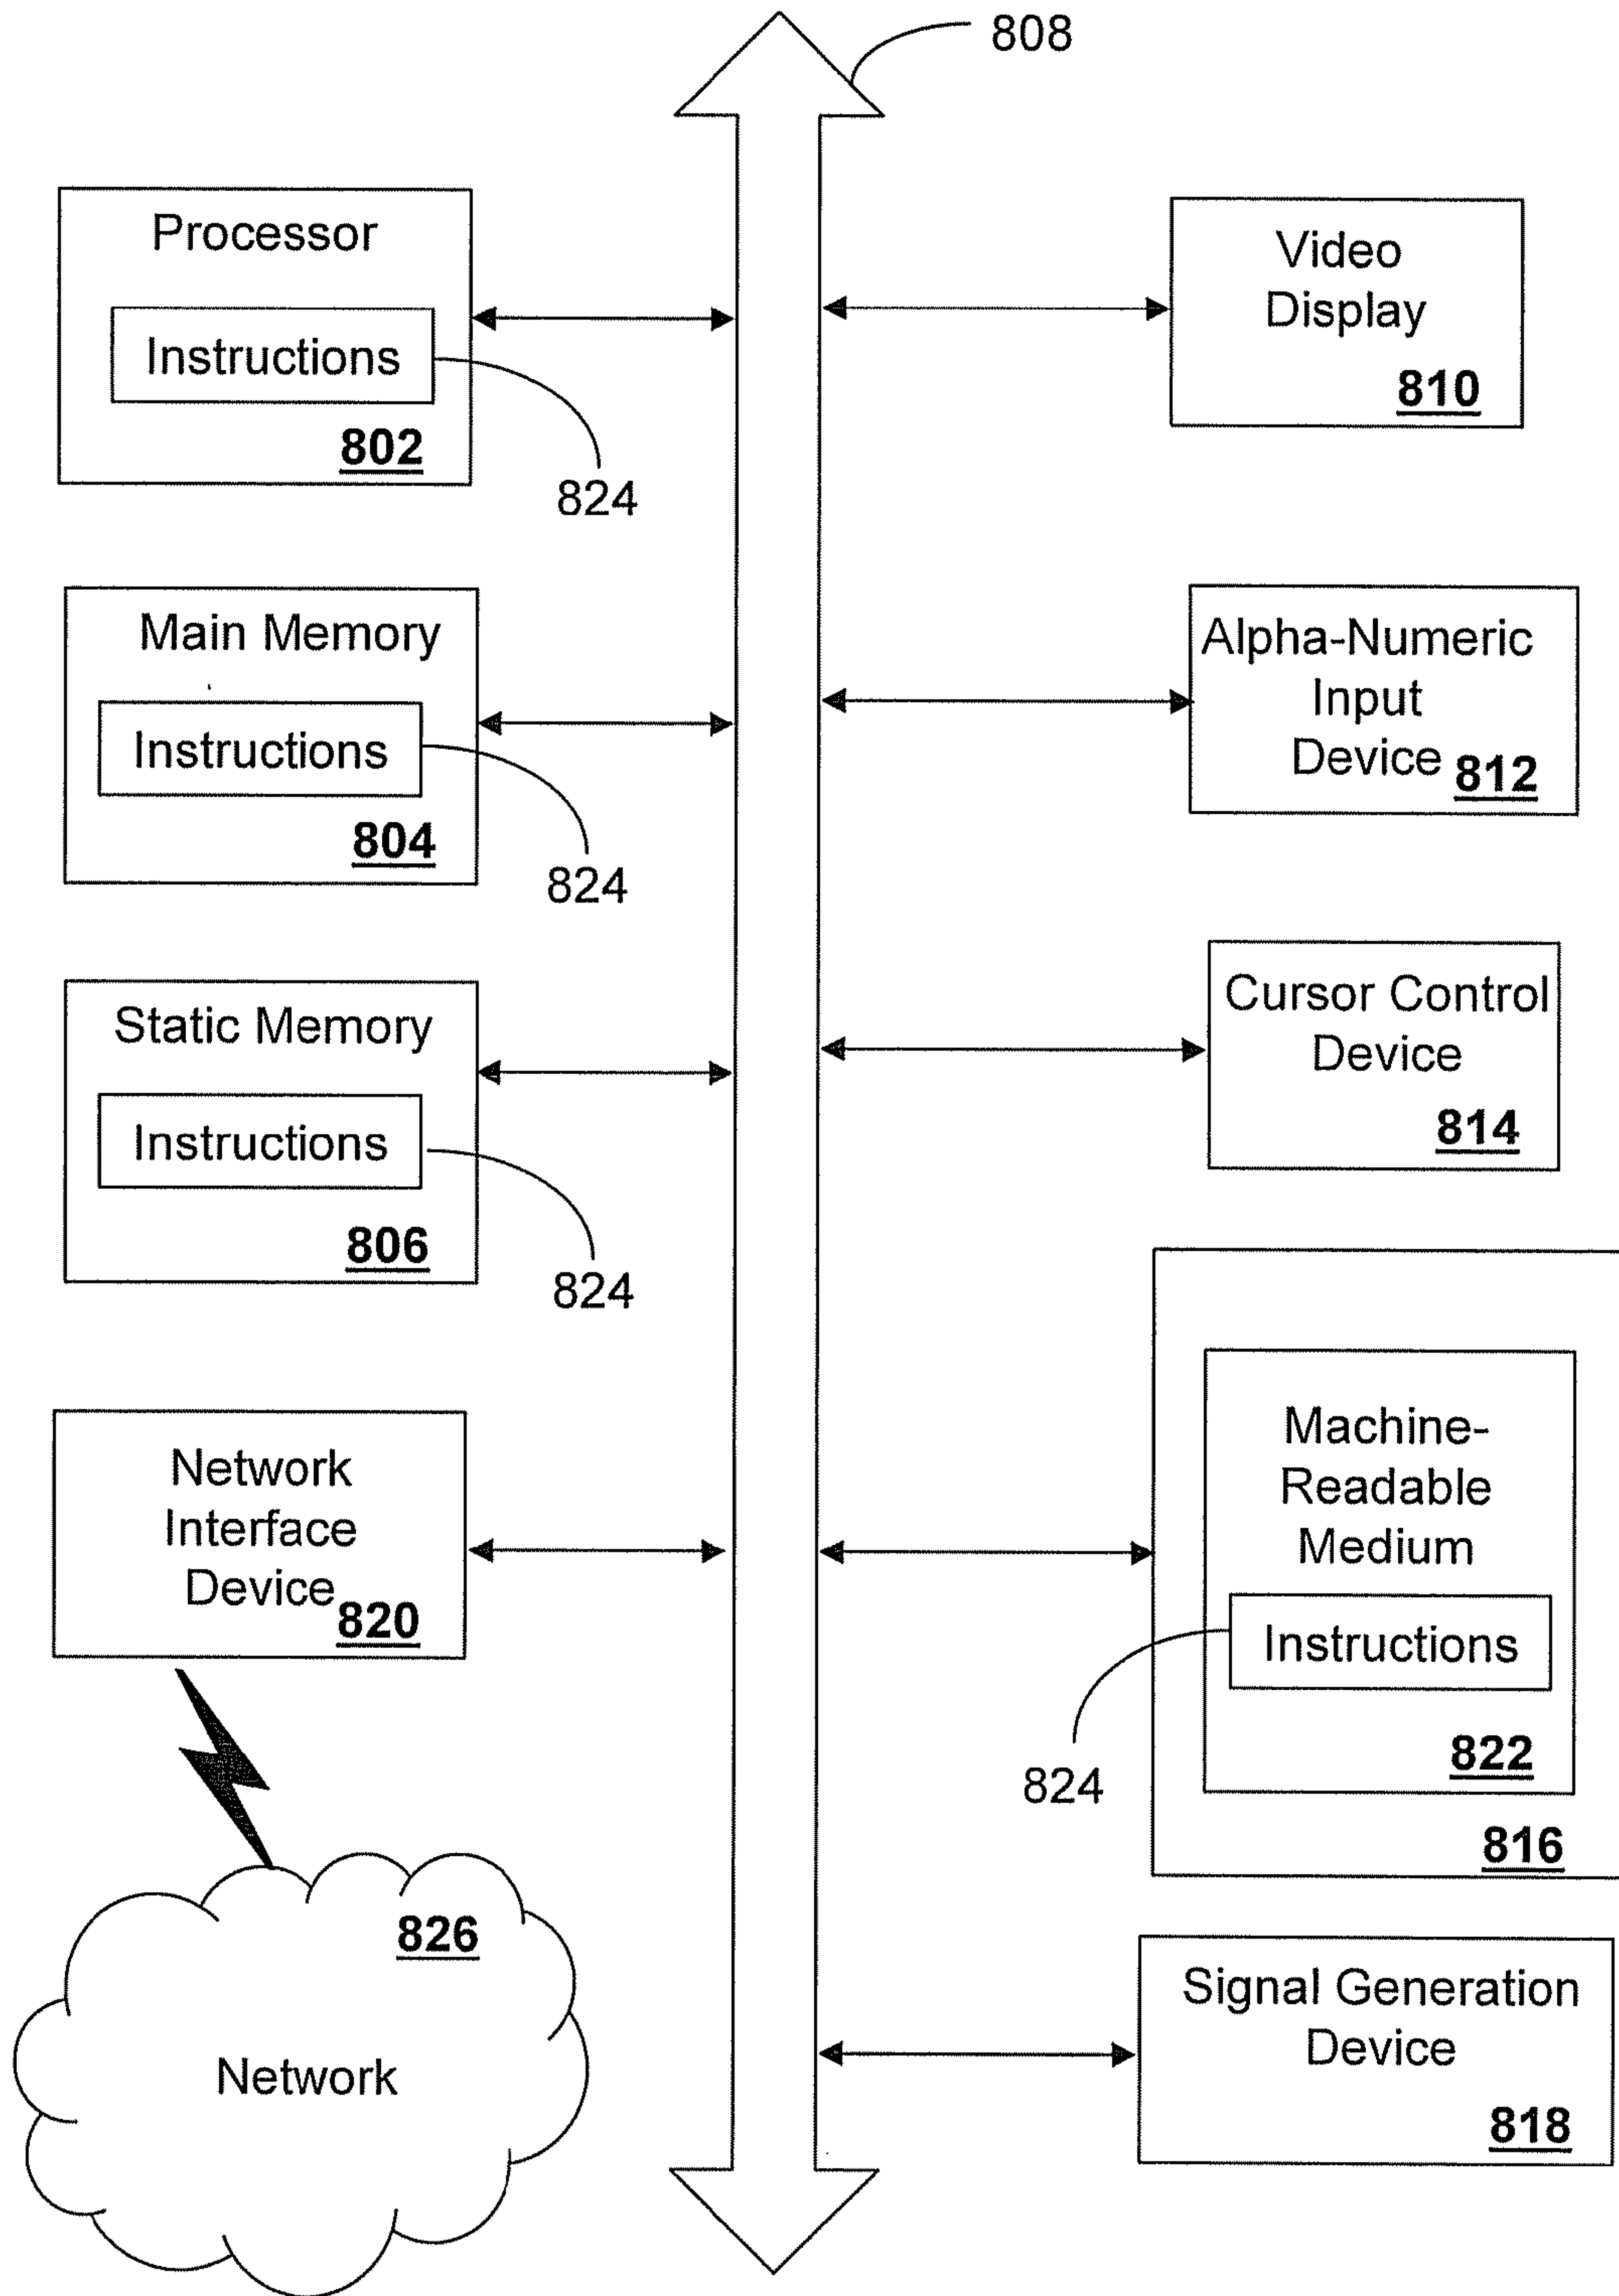 808
Processor
Instructions
802
824
Main Memory
Instructions
804
824
Static Memory
Instructions
806
824
Network
Interface
Device
820
826
Network
Video
Display
810
Alpha-Numeric
Input
Device
812
Cursor Control
Device
814
Machine-
Readable
Medium
Instructions
822
824
816
Signal Generation
Device
818